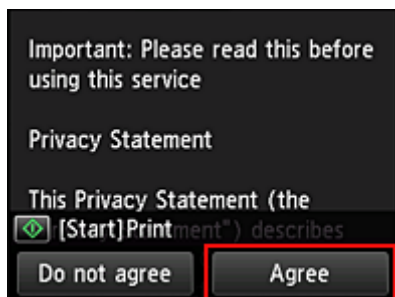 Important: Please read this before
using this service
Privacy Statement
This Privacy Statement (the
[Start]Print ment") describes
Do not agree
Agree